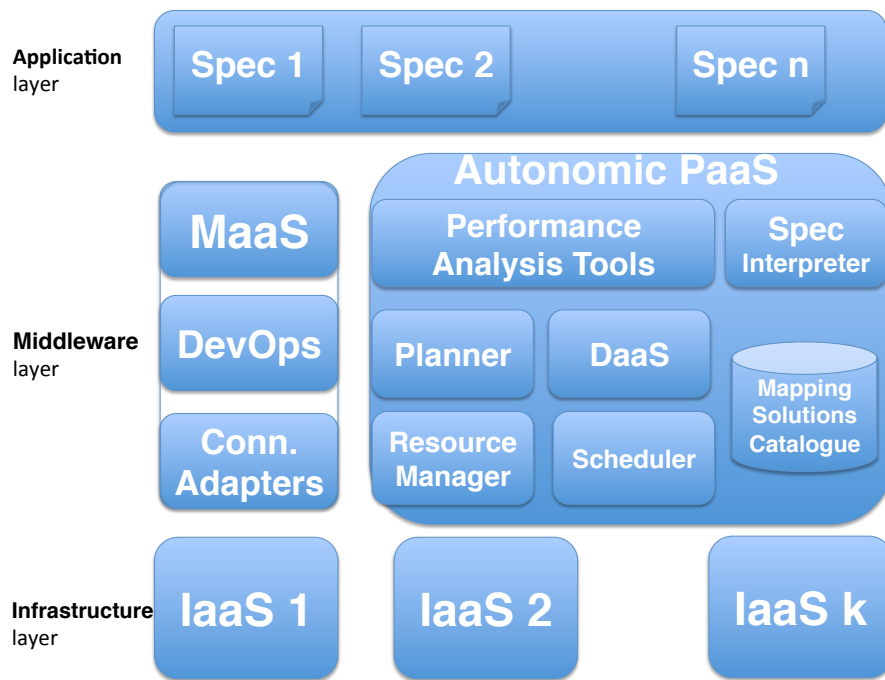 Application
layer
Spec 1
Spec 2
Spec n
Middleware
layer
MaaS
DevOps
Conn.
Adapters
Autonomic PaaS
Performance
Analysis Tools
Spec
Interpreter
Planner
DaaS
Mapping
Solutions
Catalogue
Resource
Manager
Scheduler
Infrastructure
layer
IaaS 1
IaaS 2
IaaS k